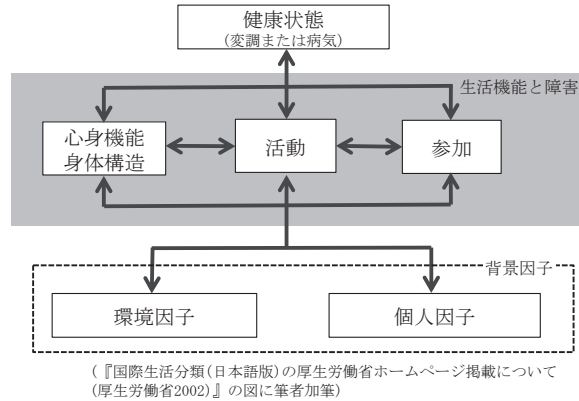 健康状態
(変調または病気)
生活機能と障害
心身機能
身体構造
活動
参加
背景因子
環境因子
個人因子
(『国際生活分類(日本語版)の厚生労働省ホームページ掲載について
(厚生労働省2002)』の図に筆者加筆)